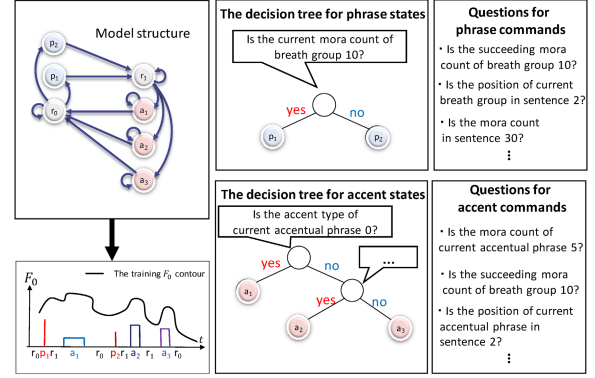 Model structure
p2
p1
r1
r0
a1
a2
a3
F0
The training F0 contour
t
r0 p1 r1 a1 r0 p2 r1 a2 r1 a3 r0
The decision tree for phrase states
Is the current mora count of
breath group 10?
yes
no
p1
p2
Questions for
phrase commands
・Is the succeeding mora
count of breath group 10?
・Is the position of current
breath group in sentence 2?
・Is the mora count
in sentence 30?
⋮
The decision tree for accent states
Is the accent type of
current accentual phrase 0?
...
yes
no
a1
yes
no
a2
a3
Questions for
accent commands
・Is the mora count of
current accentual phrase 5?
・Is the succeeding mora
count of breath group 10?
・Is the position of current
accentual phrase in
sentence 2?
⋮